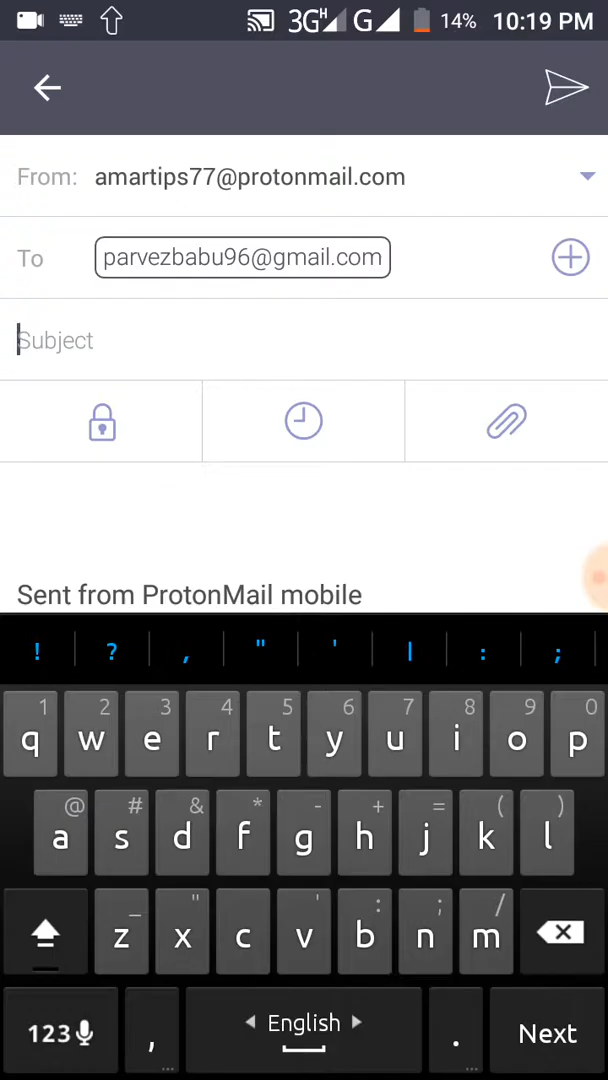 3G H G 14% 10:19 PM
From: amartips77@protonmail.com
To parvezbabu96@gmail.com
Subject
Sent from ProtonMail mobile
! ? , " ' | : ;
1 2 3 4 5 6 7 8 9 0
q w e r t y u i o p
@ # & * - + = ( )
a s d f g h j k l
_ " ' : ; /
z x c v b n m
123 , English . Next
... ...